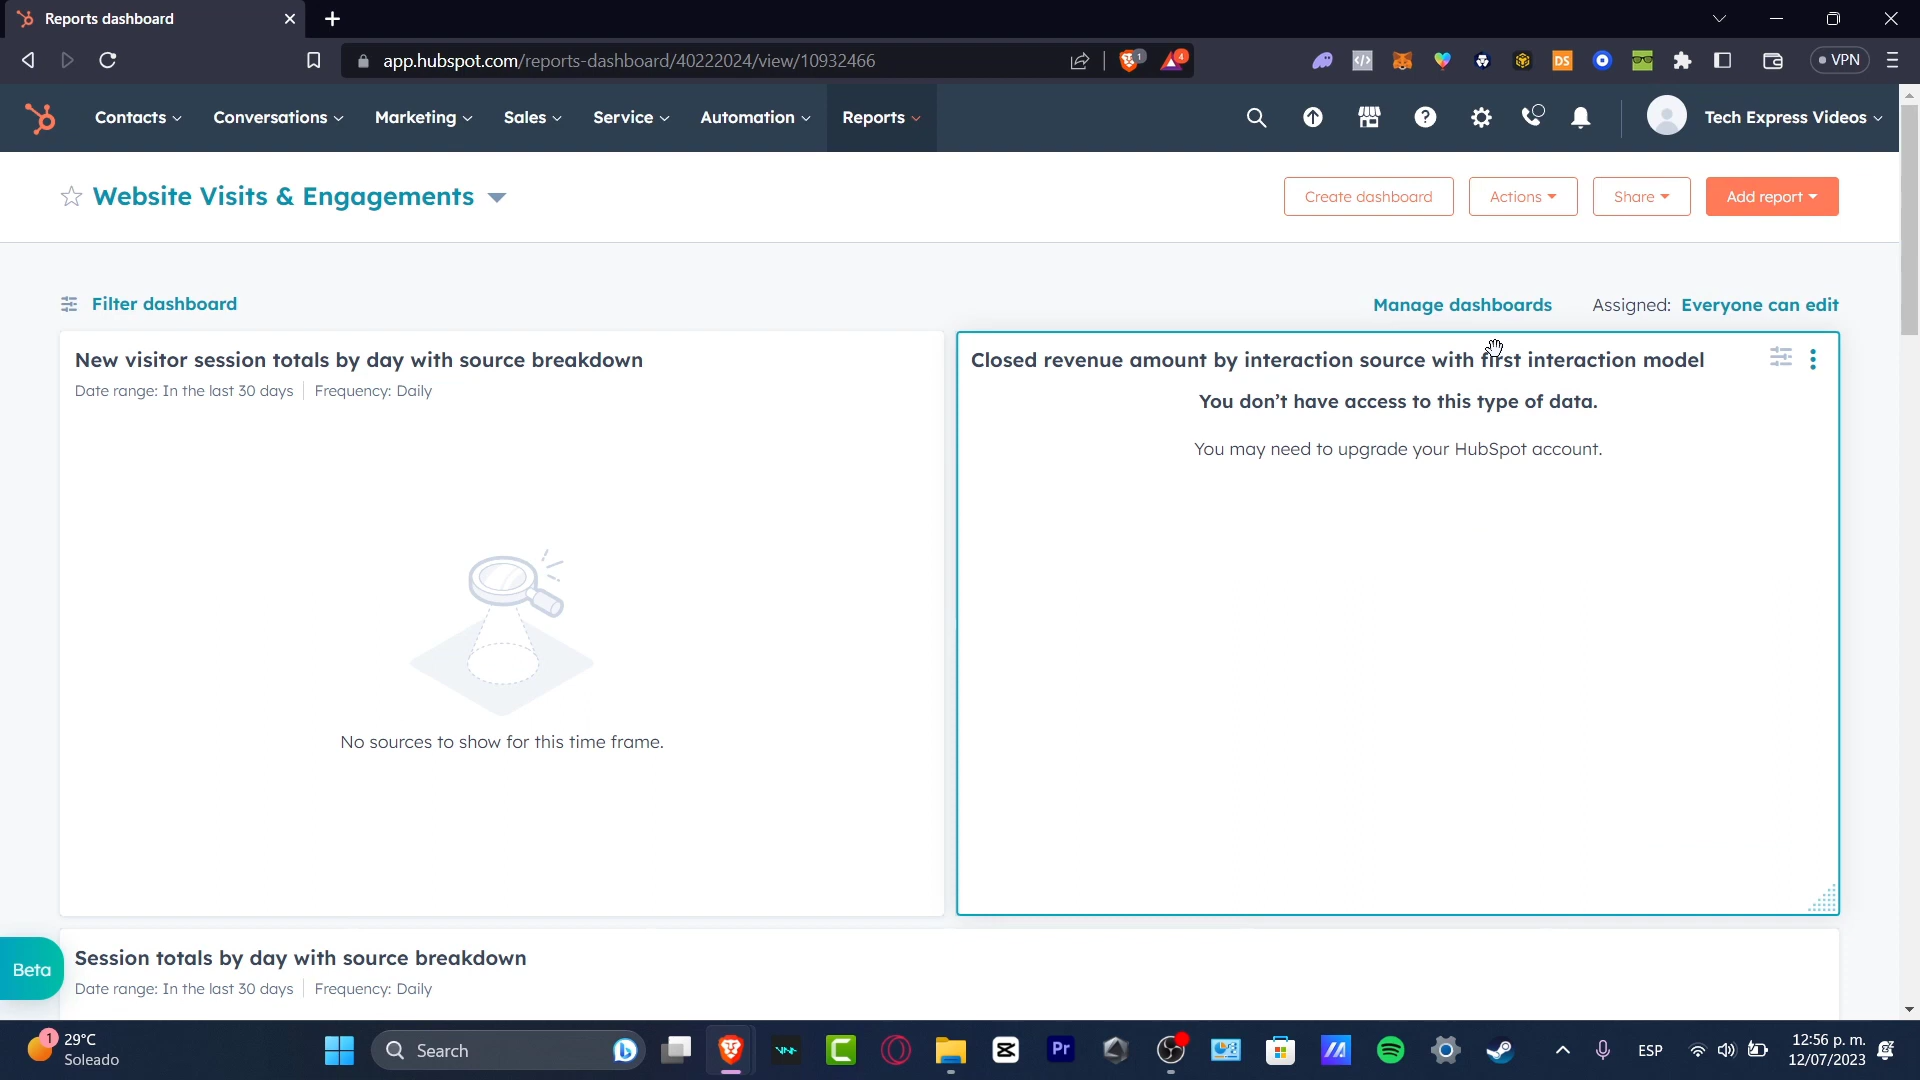 Reports dashboard
app.hubspot.com/reports-dashboard/40222024/view/10932466
1
4
DS
VPN
Contacts
Conversations
Marketing
Sales
Service
Automation
Reports
Tech Express Videos
Website Visits & Engagements
Create dashboard
Actions
Share
Add report
Filter dashboard
Manage dashboards
Assigned: Everyone can edit
New visitor session totals by day with source breakdown
Date range: In the last 30 days
Frequency: Daily
No sources to show for this time frame.
Closed revenue amount by interaction source with first interaction model
You don't have access to this type of data.
You may need to upgrade your HubSpot account.
Beta
Session totals by day with source breakdown
Date range: In the last 30 days
Frequency: Daily
1
29°C
Soleado
Search
Pr
ESP
12:56 p. m.
12/07/2023